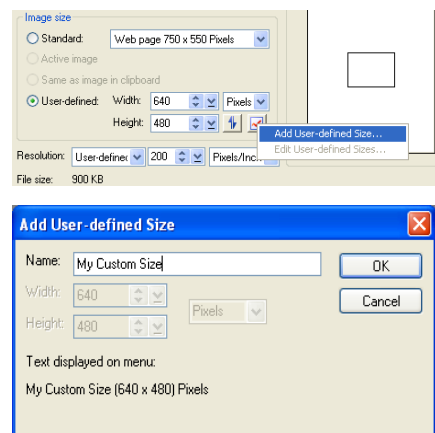 Image size
Standard: Web page 750 x 550 Pixels
Active image
Same as image in clipboard
User-defined: Width: 640 Pixels
Height: 480
Add User-defined Size...
Edit User-defined Sizes...
Resolution: User-define 200 Pixels/Inch
File size: 900 KB
Add User-defined Size
Name: My Custom Size
OK
Width: 640
Pixels
Cancel
Height: 480
Text displayed on menu:
My Custom Size (640 x 480) Pixels